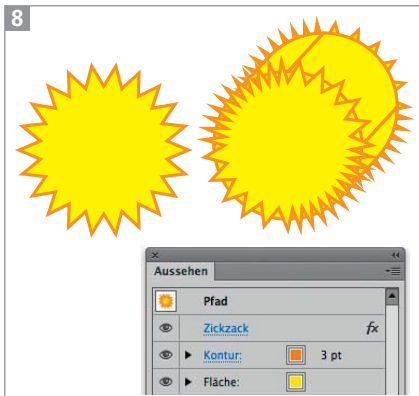 8
Aussehen
Pfad
Zickzack fx
Kontur: 3 pt
Fläche: